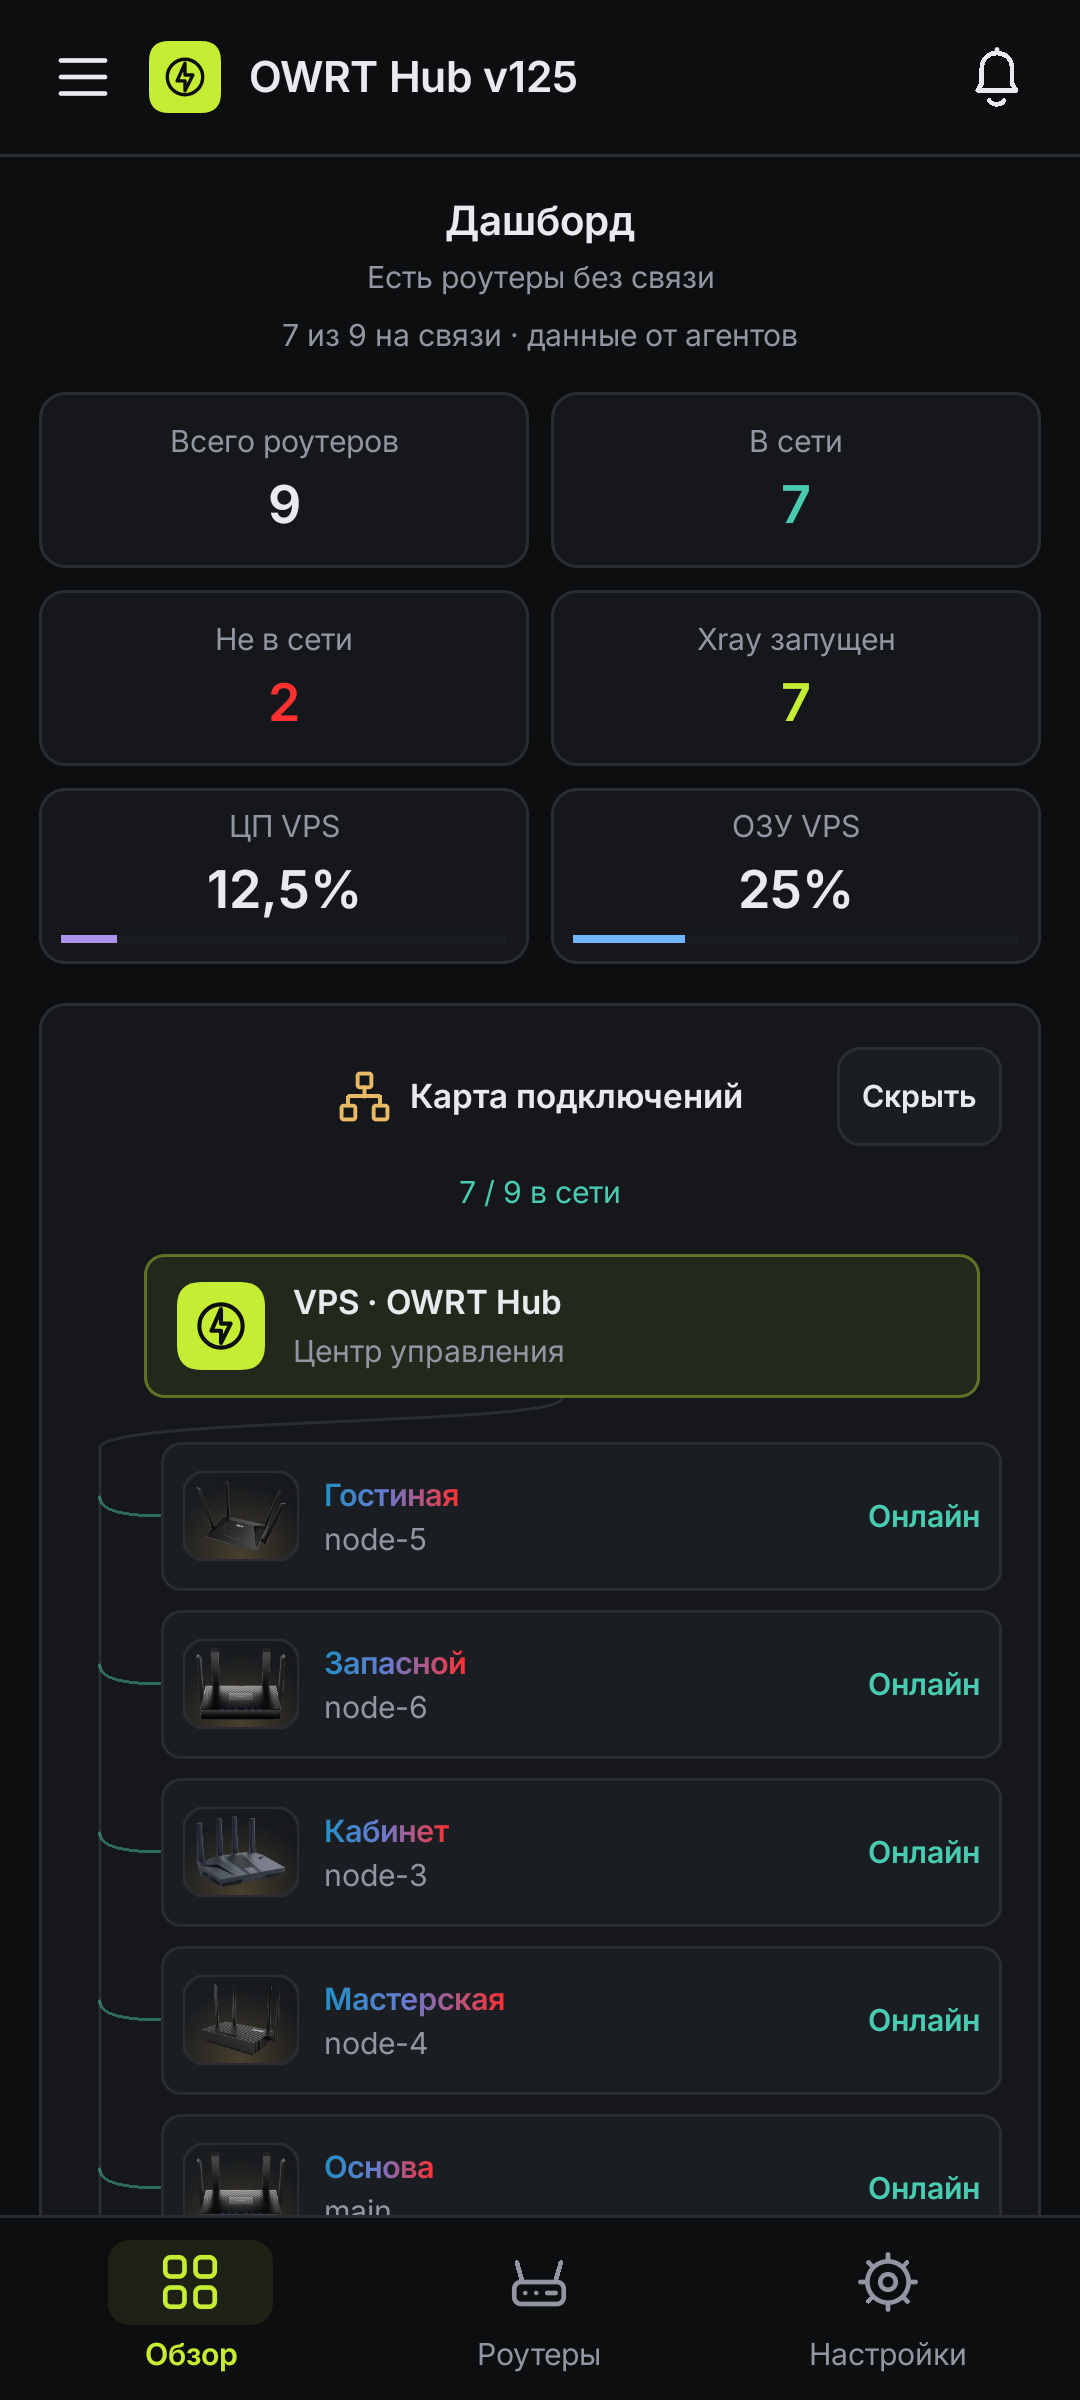 OWRT Hub v125
Дашборд
Есть роутеры без связи
7 из 9 на связи · данные от агентов
Всего роутеров
9
В сети
7
Не в сети
2
Xray запущен
7
ЦП VPS
12,5%
ОЗУ VPS
25%
Карта подключений
Скрыть
7 / 9 в сети
VPS · OWRT Hub
Центр управления
Гостиная
node-5
Онлайн
Запасной
node-6
Онлайн
Кабинет
node-3
Онлайн
Мастерская
node-4
Онлайн
Основа
main
Онлайн
Обзор
Роутеры
Настройки